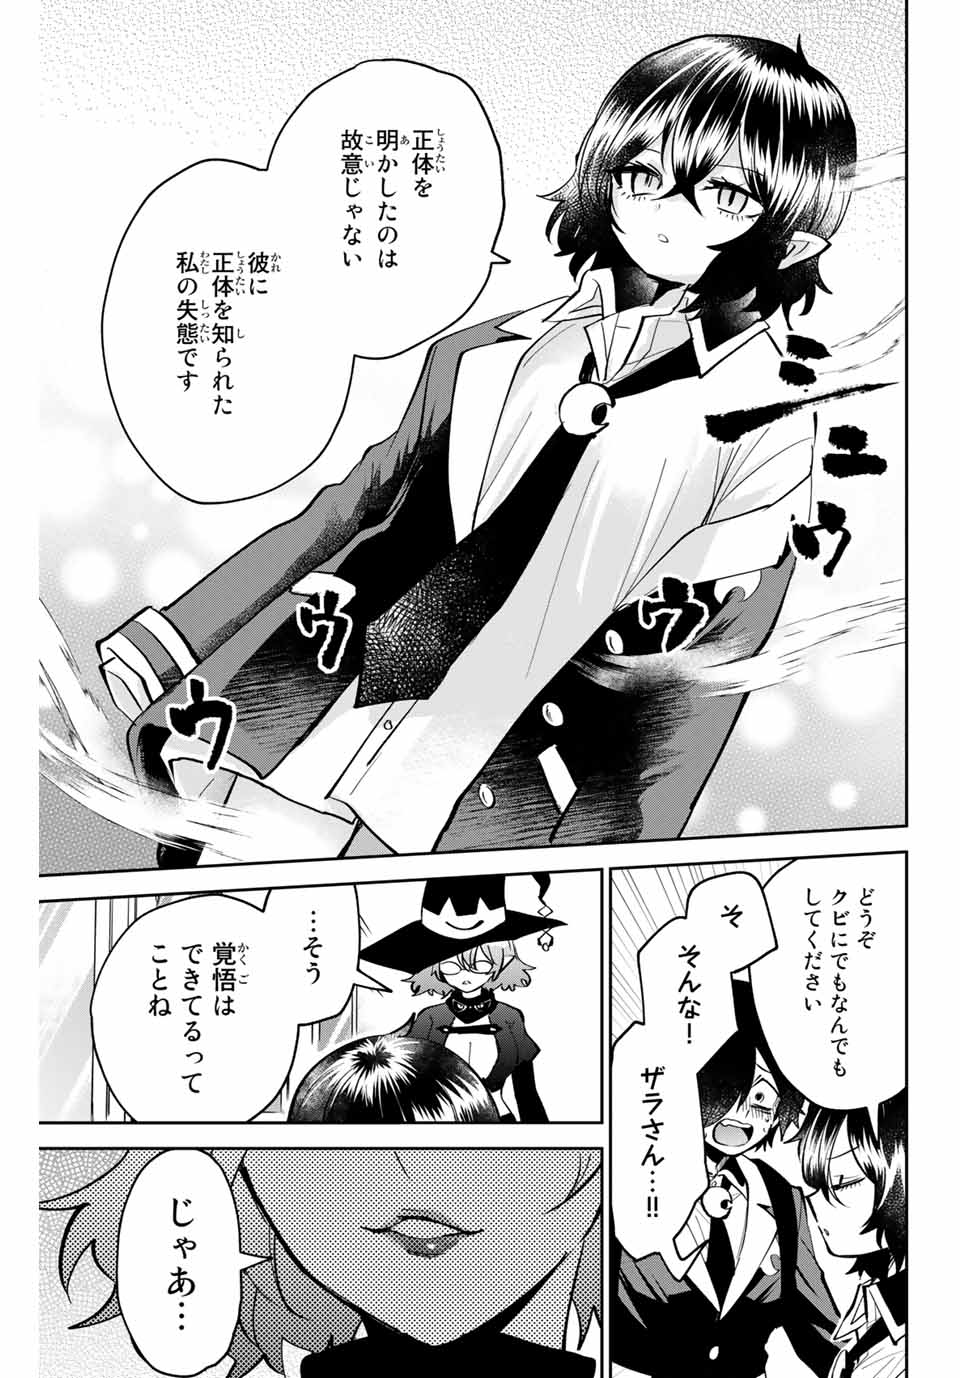 正体を
明かしたのは
故意じゃない
彼に
正体を知られた
私の失態です
シュウウウ
どうぞ
クビにでもなんでも
してください
そ
そんな！
ザラさん…‼
…そう
覚悟は
できてるって
ことね
じゃあ…